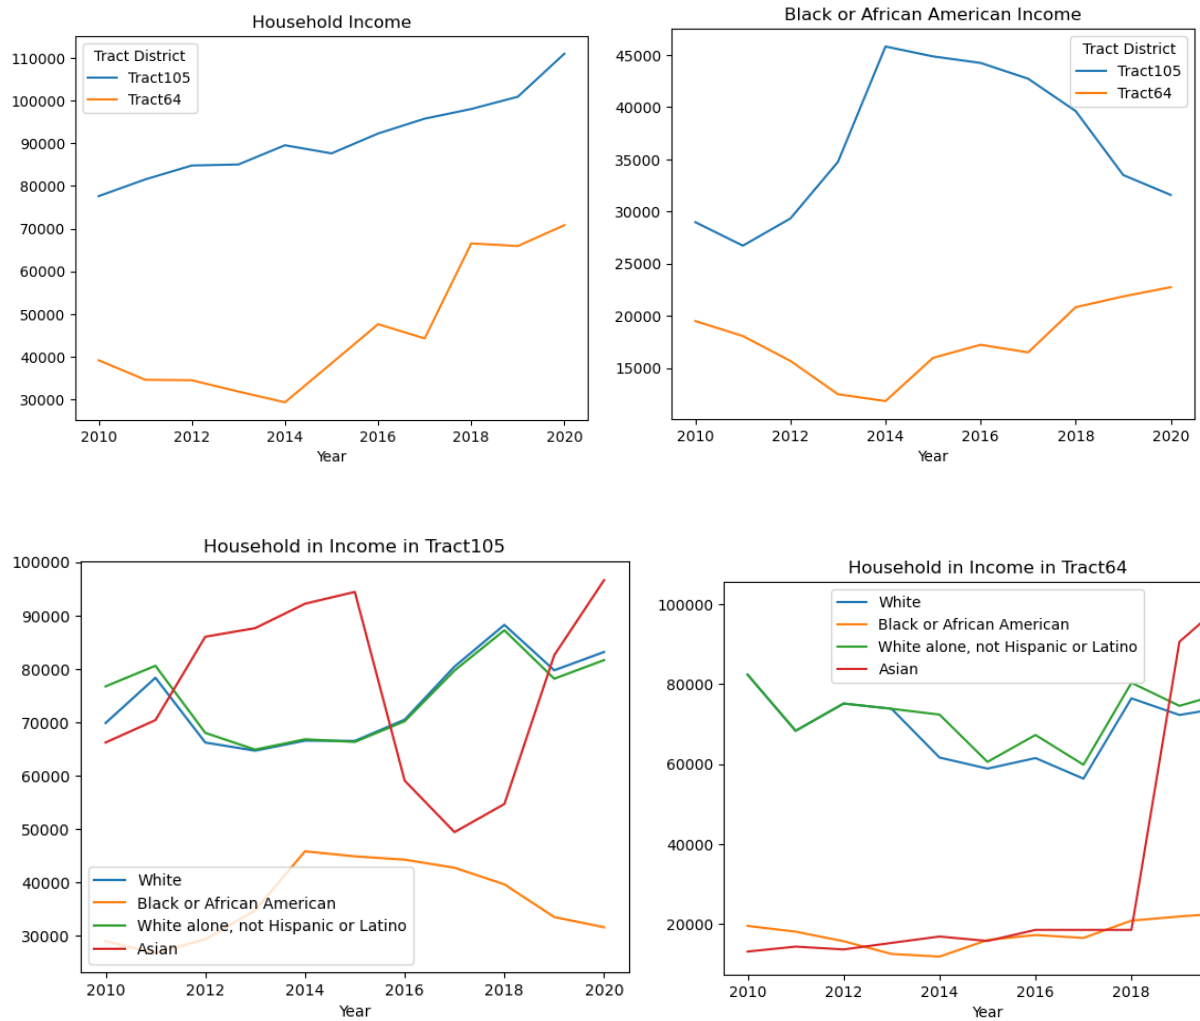 Household Income
Tract District
Tract105
Tract64
110000
100000
90000
80000
70000
60000
50000
40000
30000
2010 2012 2014 2016 2018 2020
Year
Black or African American Income
Tract District
Tract105
Tract64
45000
40000
35000
30000
25000
20000
15000
2010 2012 2014 2016 2018 2020
Year
Household in Income in Tract105
100000
90000
80000
70000
60000
50000
40000
30000
White
Black or African American
White alone, not Hispanic or Latino
Asian
2010 2012 2014 2016 2018 2020
Year
Household in Income in Tract64
White
Black or African American
White alone, not Hispanic or Latino
Asian
100000
80000
60000
40000
20000
2010 2012 2014 2016 2018
Year